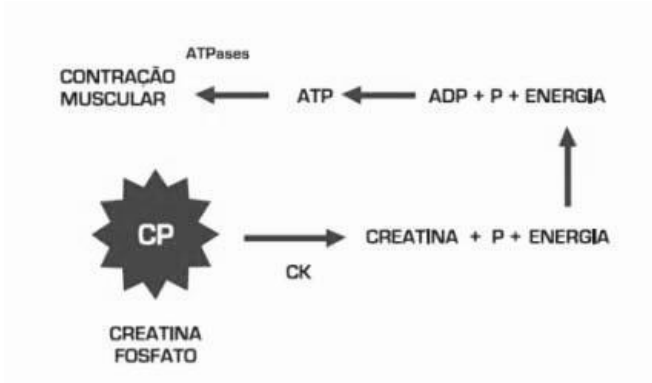 ATPases
CONTRAÇÃO
MUSCULAR
ATP
ADP + P + ENERGIA
CP
CREATINA + P + ENERGIA
CK
CREATINA
FOSFATO